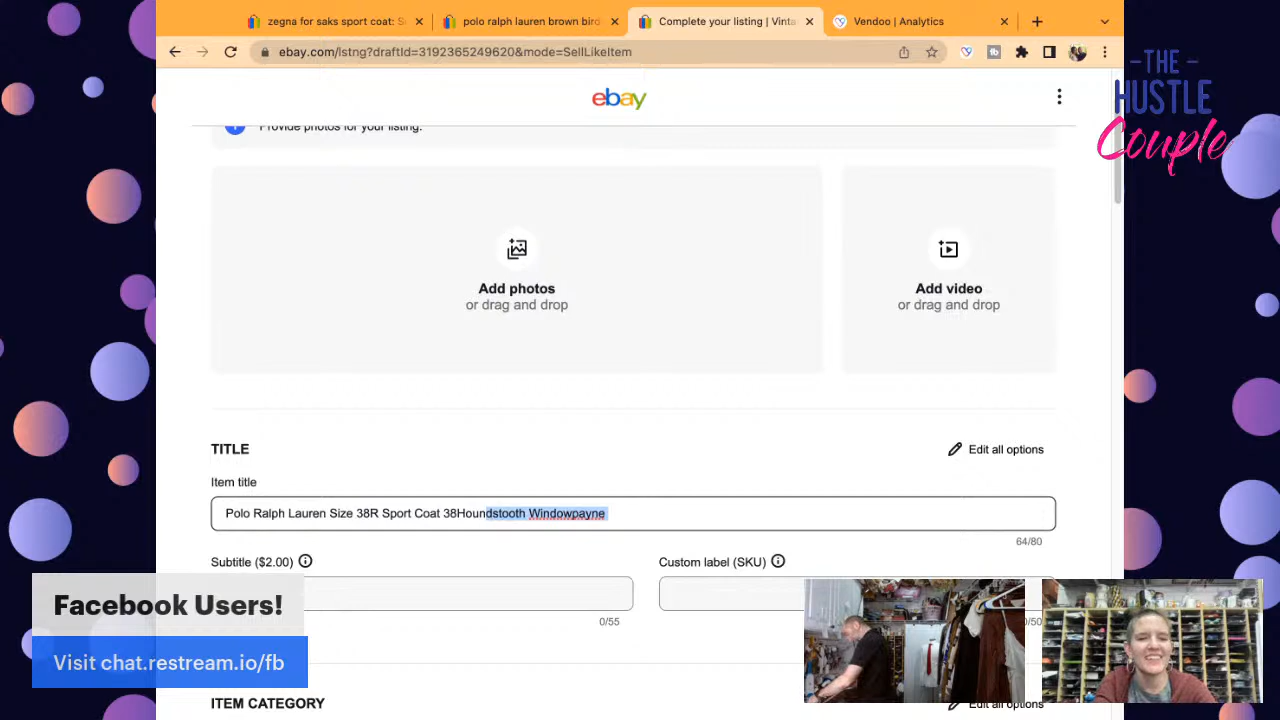 zegna for saks sport coat: S
polo ralph lauren brown bird
Complete your listing | Vinta
Vendoo | Analytics
ebay.com/lstng?draftId=3192365249620&mode=SellLikeItem
fb
-THE-
HUSTLE
Couple
ebay
Provide photos for your listing.
Add photos
or drag and drop
Add video
or drag and drop
TITLE
Edit all options
Item title
Polo Ralph Lauren Size 38R Sport Coat 38Houndstooth Windowpayne
64/80
Subtitle ($2.00)
Custom label (SKU)
0/55
0/50
Facebook Users!
Visit chat.restream.io/fb
ITEM CATEGORY
Edit all options